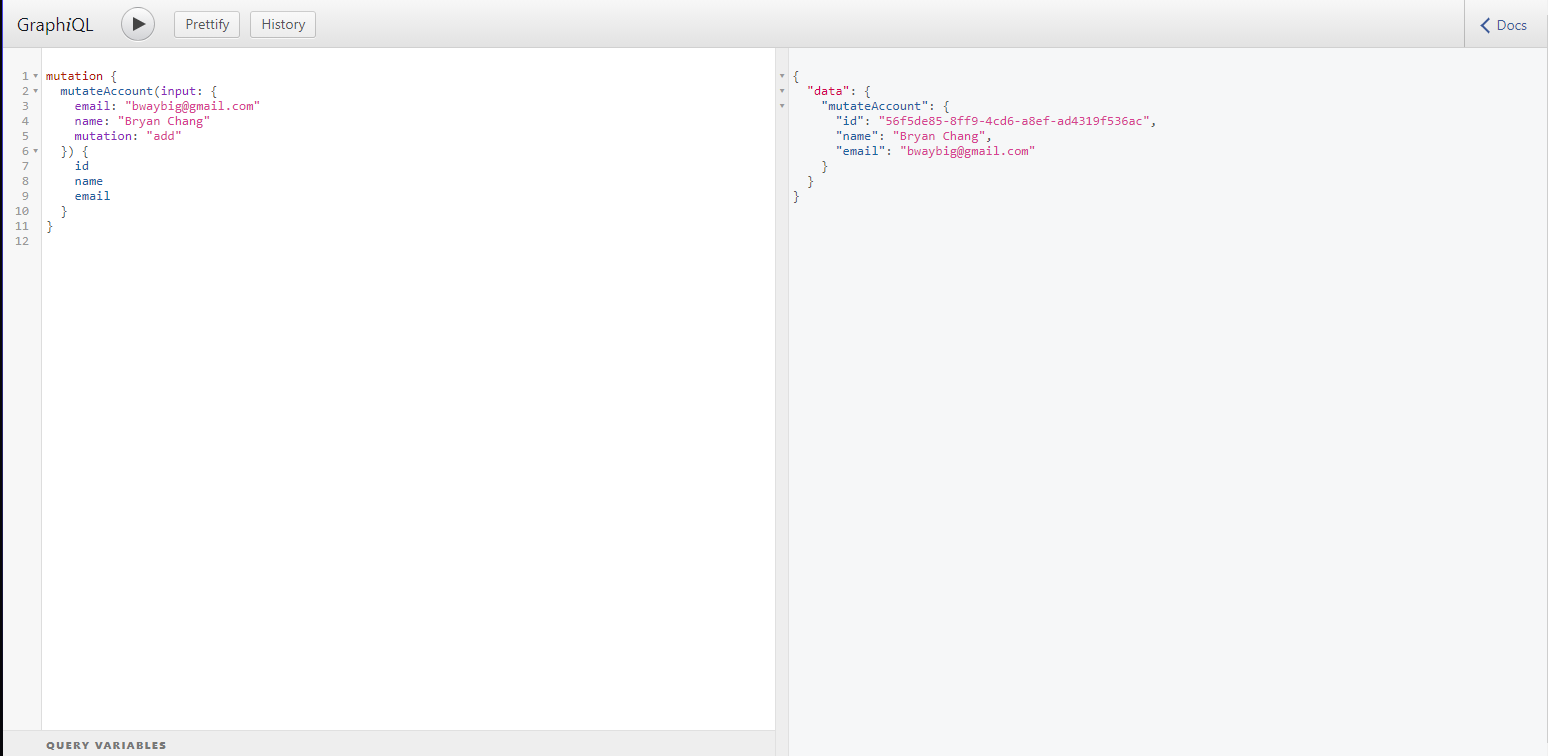 GraphiQL
Prettify
History
Docs
1 mutation {
2 mutateAccount(input: {
3 email: "bwaybig@gmail.com"
4 name: "Bryan Chang"
5 mutation: "add"
6 }) {
7 id
8 name
9 email
10 }
11 }
12
{
"data": {
"mutateAccount": {
"id": "56f5de85-8ff9-4cd6-a8ef-ad4319f536ac",
"name": "Bryan Chang",
"email": "bwaybig@gmail.com"
}
}
}
QUERY VARIABLES